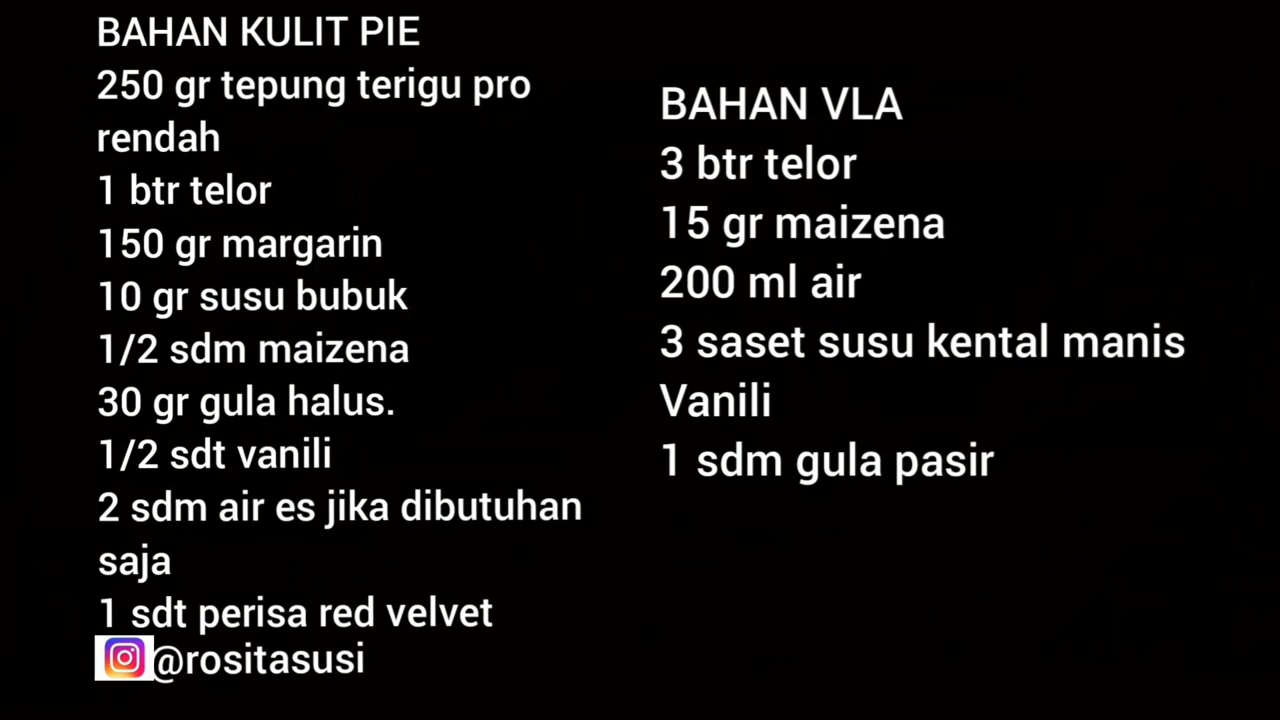 BAHAN KULIT PIE
250 gr tepung terigu pro
rendah
1 btr telor
150 gr margarin
10 gr susu bubuk
1/2 sdm maizena
30 gr gula halus.
1/2 sdt vanili
2 sdm air es jika dibutuhan
saja
1 sdt perisa red velvet
@rositasusi
BAHAN VLA
3 btr telor
15 gr maizena
200 ml air
3 saset susu kental manis
Vanili
1 sdm gula pasir